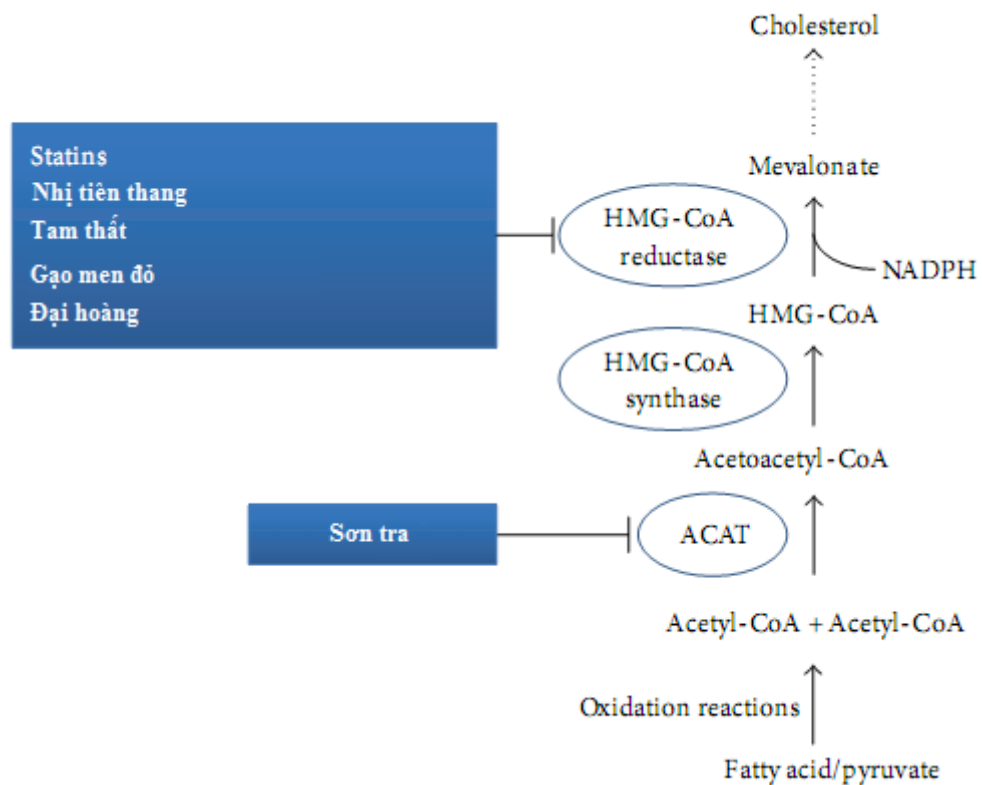 Cholesterol
Statins
Nhị tiên thang
Tam thất
Gạo men đỏ
Đại hoàng
Mevalonate
HMG-CoA
reductase
NADPH
HMG-CoA
HMG-CoA
synthase
Acetoacetyl-CoA
Sơn tra
ACAT
Acetyl-CoA + Acetyl-CoA
Oxidation reactions
Fatty acid/pyruvate